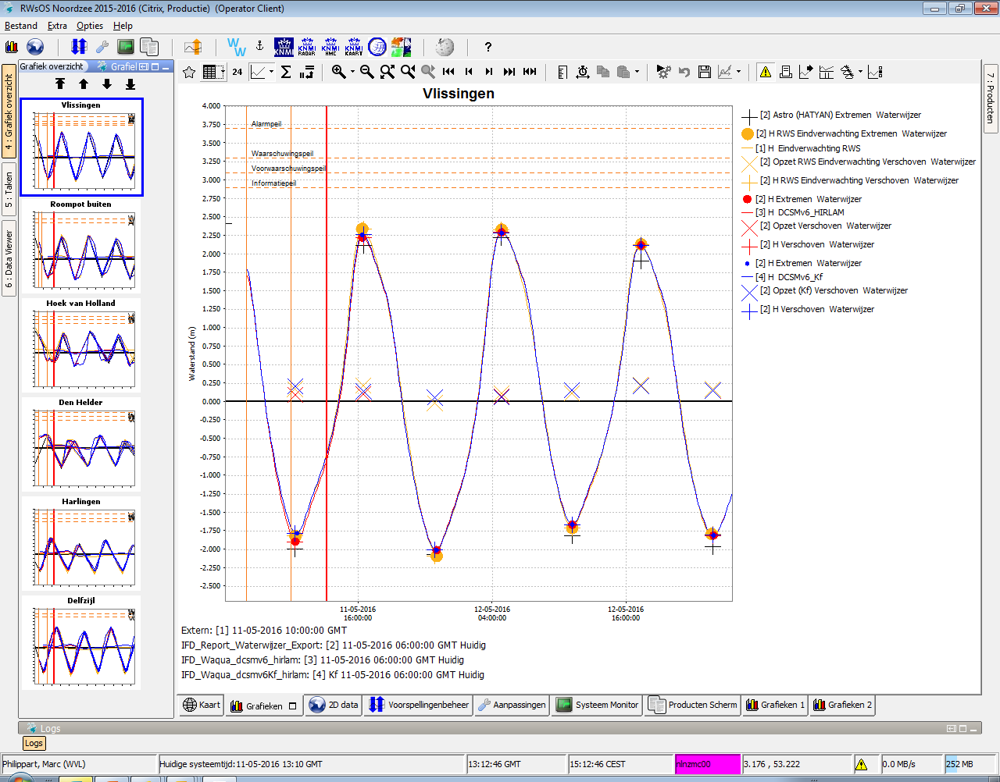 RWsOS Noordzee 2015-2016 (Citrix, Productie) (Operator Client)
Bestand Extra Opties Help
W W KNMI KNMI RADAR KNMI HMC KNMI KAART ?
4 : Grafiek overzicht
5 : Taken
6 : Data Viewer
Grafiek overzicht Grafiel
Vlissingen
Roompot buiten
Hoek van Holland
Den Helder
Harlingen
Delfzijl
24
7 : Producten
Vlissingen
Waterstand (m)
4.000
3.750
3.500
3.250
3.000
2.750
2.500
2.250
2.000
1.750
1.500
1.250
1.000
0.750
0.500
0.250
0.000
-0.250
-0.500
-0.750
-1.000
-1.250
-1.500
-1.750
-2.000
-2.250
-2.500
Alarmpeil
Waarschuwingspeil
Voorwaarschuwingspeil
Informatiepeil
11-05-2016 12-05-2016 12-05-2016
16:00:00 04:00:00 16:00:00
[2] Astro (HATYAN) Extremen Waterwijzer
[2] H RWS Eindverwachting Extremen Waterwijzer
[1] H Eindverwachting RWS
[2] Opzet RWS Eindverwachting Verschoven Waterwijzer
[2] H RWS Eindverwachting Verschoven Waterwijzer
[2] H Extremen Waterwijzer
[3] H DCSMv6_HIRLAM
[2] Opzet Verschoven Waterwijzer
[2] H Verschoven Waterwijzer
[2] H Extremen Waterwijzer
[4] H DCSMv6_Kf
[2] Opzet (Kf) Verschoven Waterwijzer
[2] H Verschoven Waterwijzer
Extern: [1] 11-05-2016 10:00:00 GMT
IFD_Report_Waterwijzer_Export: [2] 11-05-2016 06:00:00 GMT Huidig
IFD_Waqua_dcsmv6_hirlam: [3] 11-05-2016 06:00:00 GMT Huidig
IFD_Waqua_dcsmv6Kf_hirlam: [4] Kf 11-05-2016 06:00:00 GMT Huidig
Kaart Grafieken 2D data Voorspellingenbeheer Aanpassingen Systeem Monitor Producten Scherm Grafieken 1 Grafieken 2
Logs
Logs
Philippart, Marc (WVL) Huidige systeemtijd:11-05-2016 13:10 GMT 13:12:46 GMT 15:12:46 CEST nlnzmc00 3.176 , 53.222 0.0 MB/s 252 MB